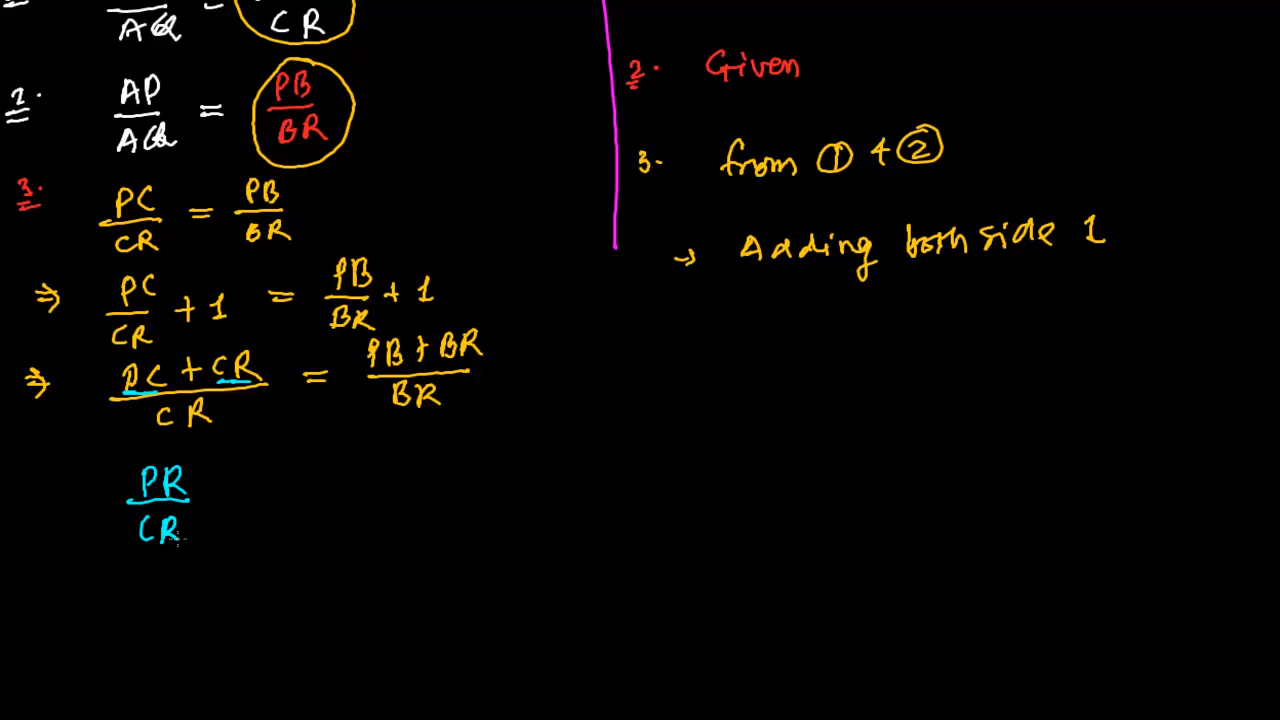 AQ = CR
2. AP/AQ = PB/BR
3. PC/CR = PB/BR
⇒ PC/CR + 1 = PB/BR + 1
⇒ PC + CR/CR = PB + BR/BR
PR/CR
2. Given
3. from ① & ②
→ Adding both side 1